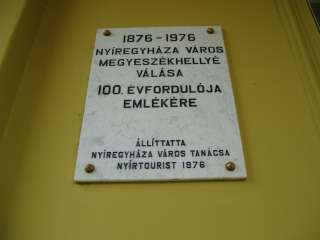 1876-1976
NYÍREGYHÁZA VÁROS
MEGYESZÉKHELLYÉ
VÁLÁSA
100. ÉVFORDULÓJA
EMLÉKÉRE
ÁLLÍTTATTA
NYÍREGYHÁZA VÁROS TANÁCSA
NYÍRTOURIST 1976